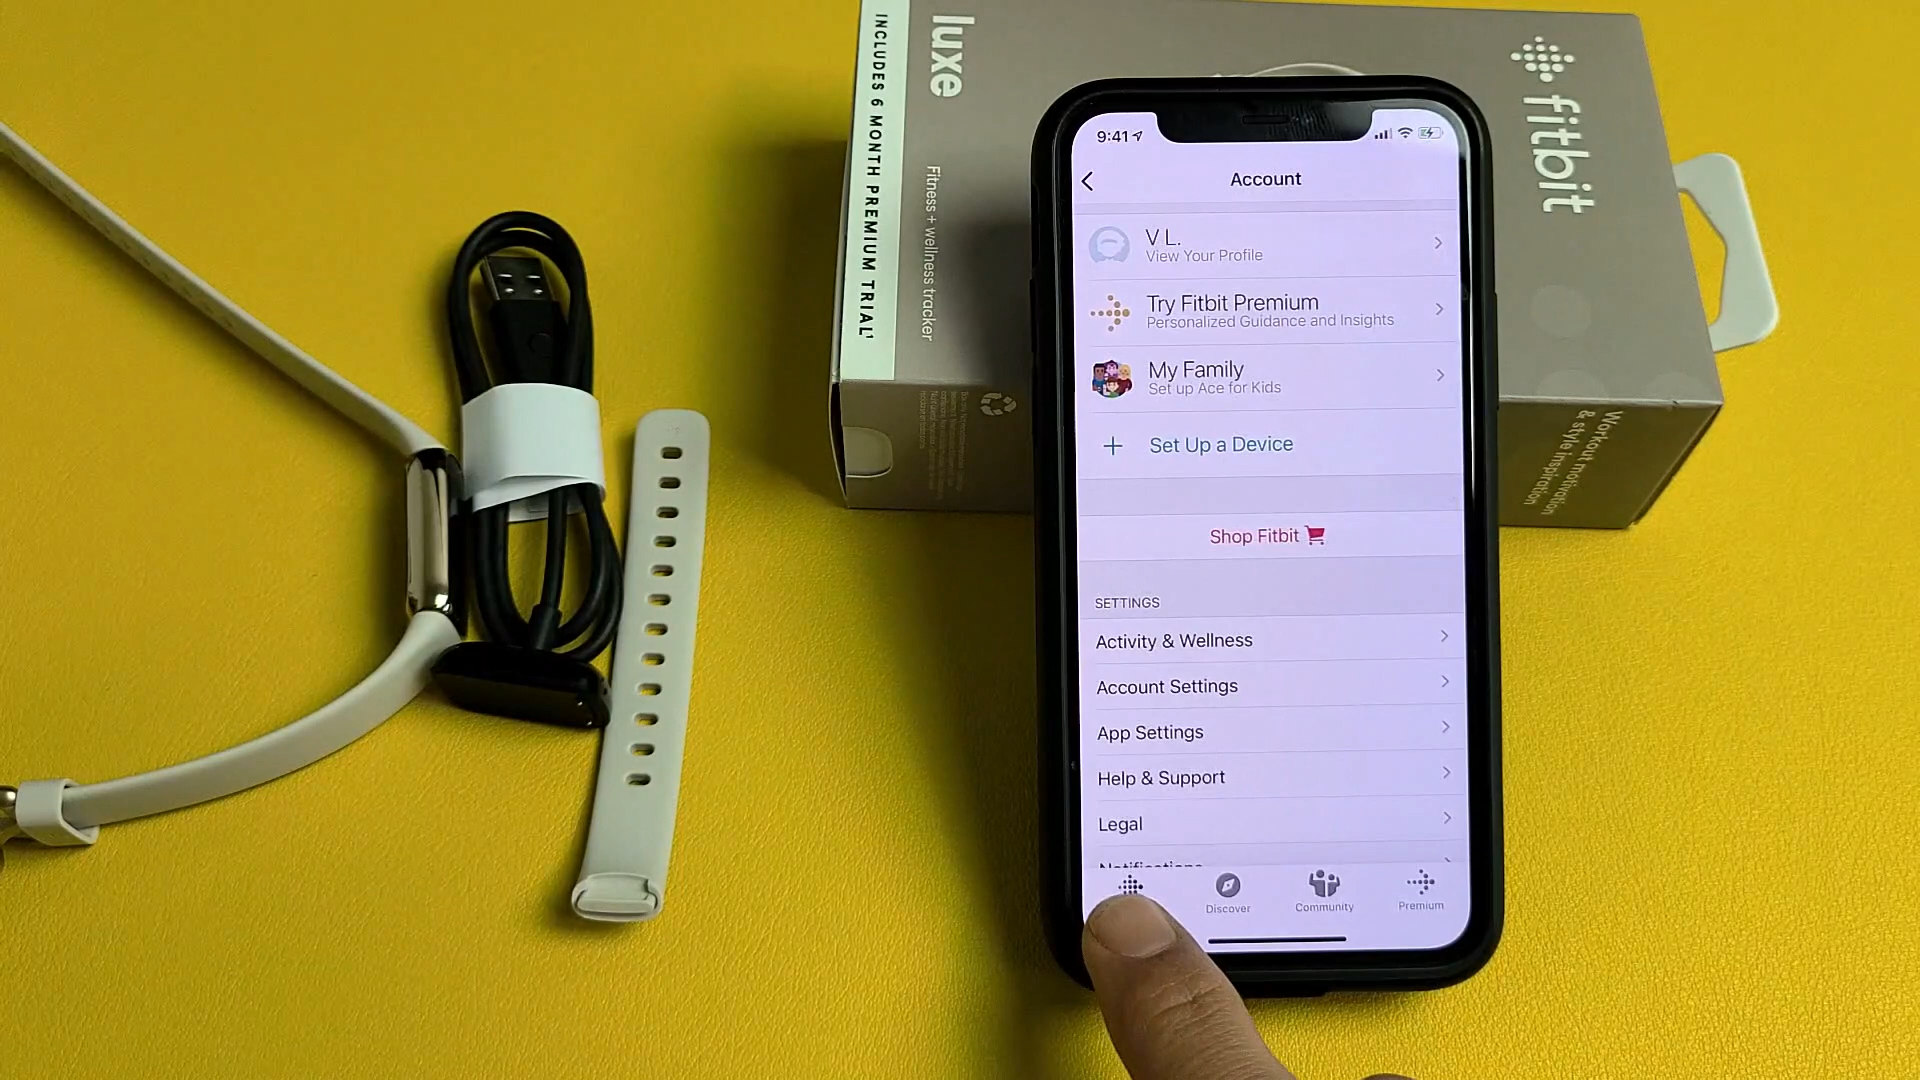 INCLUDES 6 MONTH PREMIUM TRIAL¹
luxe
Fitness + wellness tracker
fitbit
Workout motivation
& style inspiration
9:41
Account
V L.
View Your Profile
Try Fitbit Premium
Personalized Guidance and Insights
My Family
Set up Ace for Kids
+ Set Up a Device
Shop Fitbit
SETTINGS
Activity & Wellness
Account Settings
App Settings
Help & Support
Legal
Notifications
Discover
Community
Premium